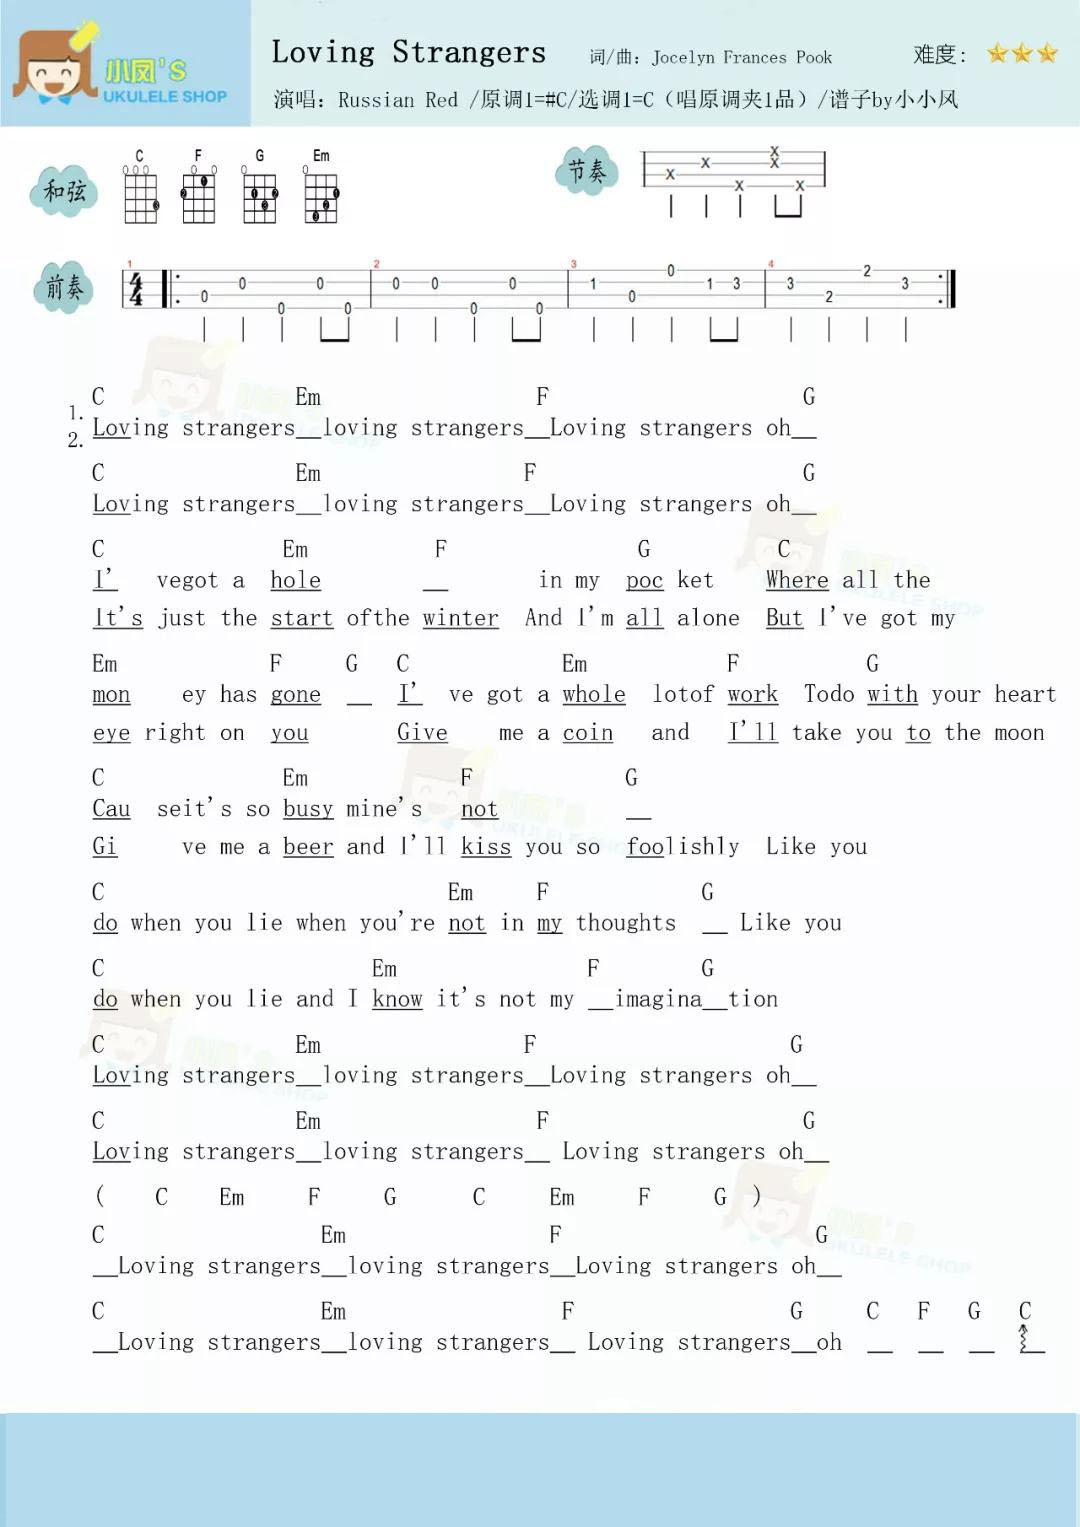 小凤'S
UKULELE SHOP
Loving Strangers 词/曲：Jocelyn Frances Pook 难度：
演唱：Russian Red /原调1=#C/选调1=C（唱原调夹1品）/谱子by小小风
和弦 C F G Em 节奏
前奏
1 2 3 4
4/4 0 0 0 0 0 0 0 0 0 0 1 0 0 1 3 3 2 2 3
C Em F G
1.
2.
Loving strangers__loving strangers__Loving strangers oh__
C Em F G
Loving strangers__loving strangers__Loving strangers oh__
C Em F G C
I' vegot a hole __ in my poc ket Where all the
It's just the start ofthe winter And I'm all alone But I've got my
Em F G C Em F G
mon ey has gone __ I' ve got a whole lotof work Todo with your heart
eye right on you Give me a coin and I'll take you to the moon
C Em F G
Cau seit's so busy mine's not __
Gi ve me a beer and I'll kiss you so foolishly Like you
C Em F G
do when you lie when you're not in my thoughts __ Like you
C Em F G
do when you lie and I know it's not my __imagina__tion
C Em F G
Loving strangers__loving strangers__Loving strangers oh__
C Em F G
Loving strangers__loving strangers__ Loving strangers oh__
( C Em F G C Em F G )
C Em F G
__Loving strangers__loving strangers__Loving strangers oh__
C Em F G C F G C
__Loving strangers__loving strangers__ Loving strangers__oh __ __ __ __